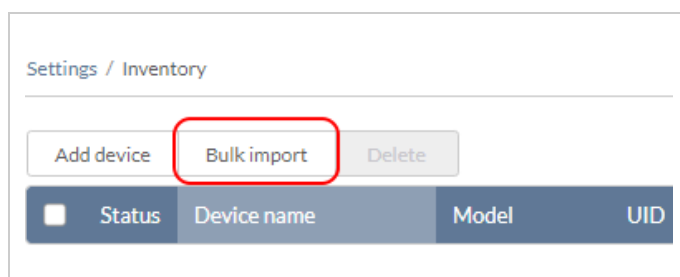 Settings / Inventory
Add device Bulk import Delete
Status Device name Model UID